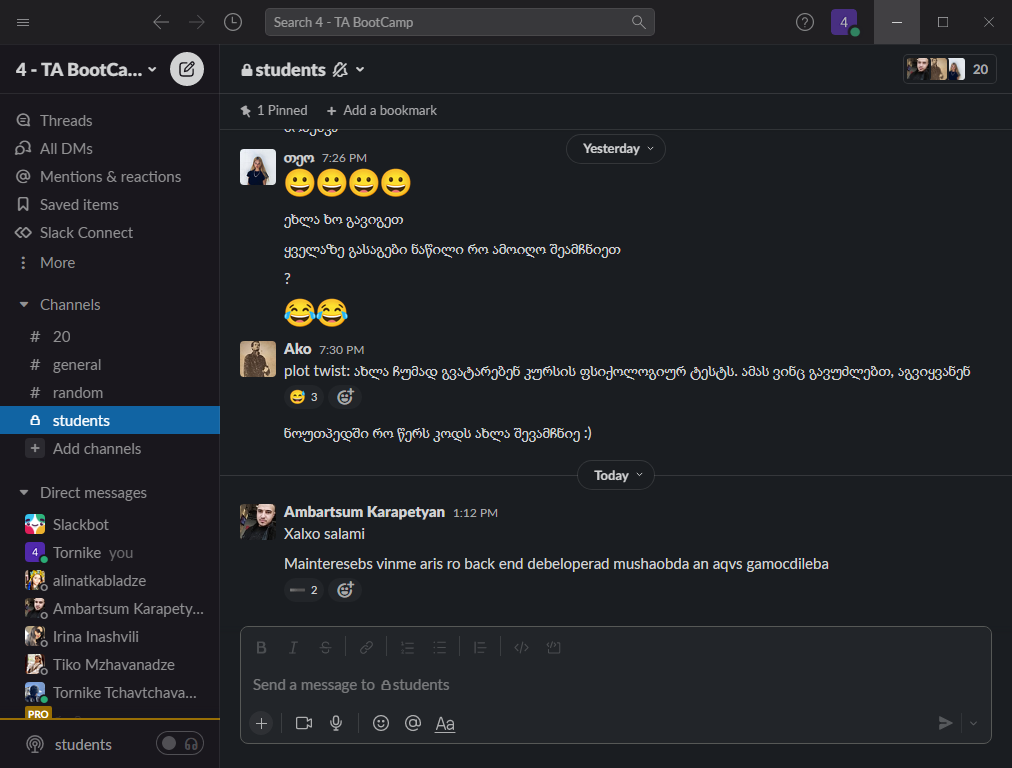 Search 4 - TA BootCamp
4
4 - TA BootCa...
students
20
1 Pinned
Add a bookmark
Threads
All DMs
Mentions & reactions
Saved items
Slack Connect
More
Channels
# 20
# general
# random
students
Add channels
Direct messages
Slackbot
4 Tornike you
alinatkabladze
Ambartsum Karapety...
Irina Inashvili
Tiko Mzhavanadze
Tornike Tchavtchava...
PRO
students
Yesterday
თეო 7:26 PM
ეხლა ხო გავიგეთ
ყველაზე გასაგები ნაწილი რო ამოიღო შეამჩნიეთ
?
Ako 7:30 PM
plot twist: ახლა ჩუმად გვატარებენ კურსის ფსიქოლოგიურ ტესტს. ამას ვინც გავუძლებთ, აგვიყვანენ
3
ნოუთპედში რო წერს კოდს ახლა შევამჩნიე :)
Today
Ambartsum Karapetyan 1:12 PM
Xalxo salami
Mainteresebs vinme aris ro back end debeloperad mushaobda an aqvs gamocdileba
2
B I S
Send a message to students
Aa